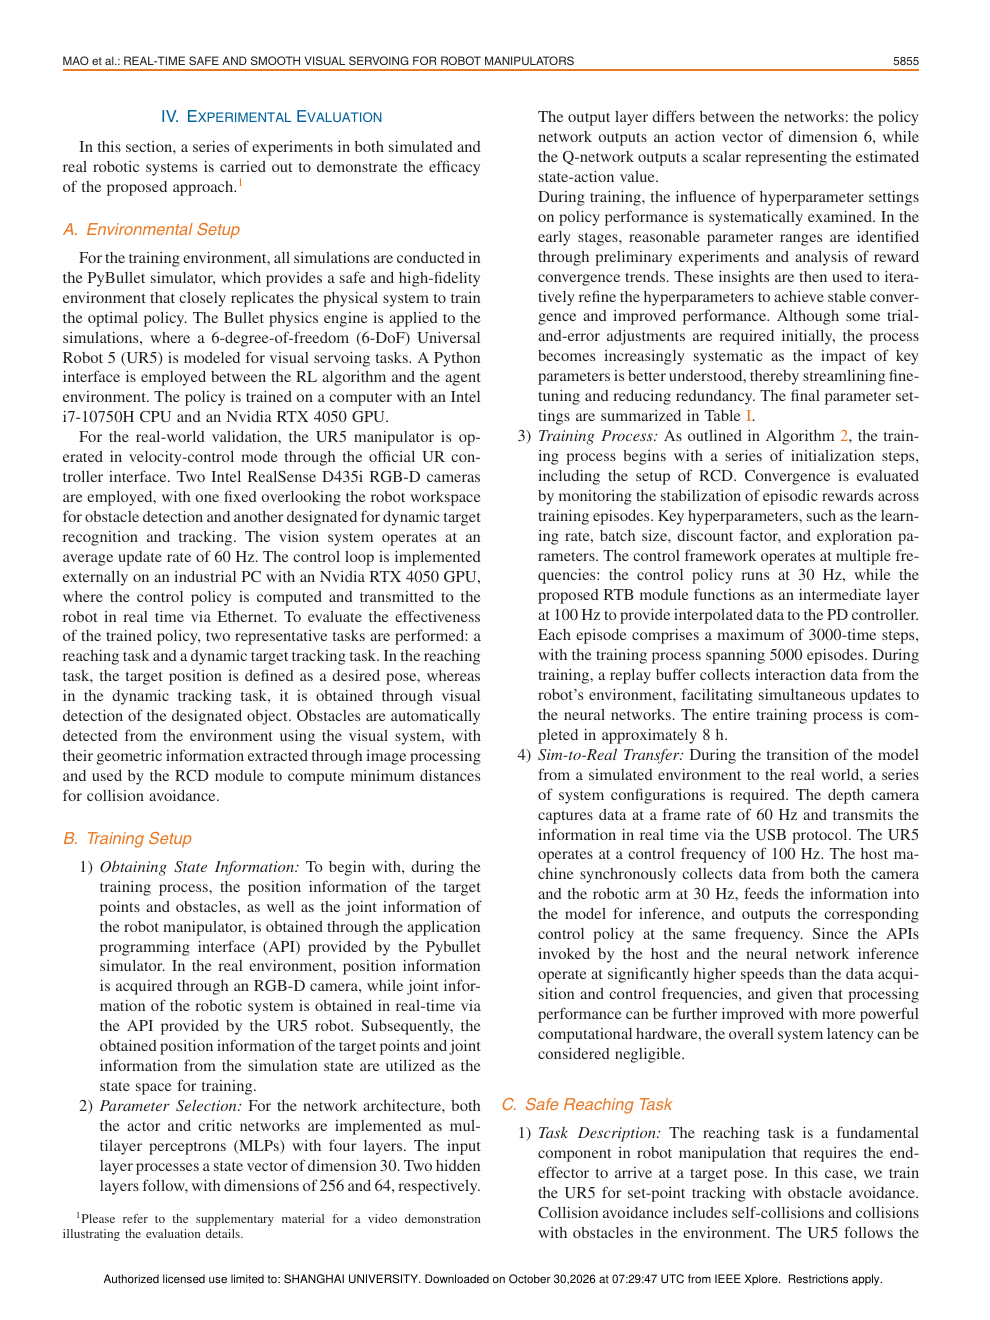 MAO et al.: REAL-TIME SAFE AND SMOOTH VISUAL SERVOING FOR ROBOT MANIPULATORS 5855
IV. EXPERIMENTAL EVALUATION
In this section, a series of experiments in both simulated and
real robotic systems is carried out to demonstrate the efficacy
of the proposed approach.1
A. Environmental Setup
For the training environment, all simulations are conducted in
the PyBullet simulator, which provides a safe and high-fidelity
environment that closely replicates the physical system to train
the optimal policy. The Bullet physics engine is applied to the
simulations, where a 6-degree-of-freedom (6-DoF) Universal
Robot 5 (UR5) is modeled for visual servoing tasks. A Python
interface is employed between the RL algorithm and the agent
environment. The policy is trained on a computer with an Intel
i7-10750H CPU and an Nvidia RTX 4050 GPU.
For the real-world validation, the UR5 manipulator is op-
erated in velocity-control mode through the official UR con-
troller interface. Two Intel RealSense D435i RGB-D cameras
are employed, with one fixed overlooking the robot workspace
for obstacle detection and another designated for dynamic target
recognition and tracking. The vision system operates at an
average update rate of 60 Hz. The control loop is implemented
externally on an industrial PC with an Nvidia RTX 4050 GPU,
where the control policy is computed and transmitted to the
robot in real time via Ethernet. To evaluate the effectiveness
of the trained policy, two representative tasks are performed: a
reaching task and a dynamic target tracking task. In the reaching
task, the target position is defined as a desired pose, whereas
in the dynamic tracking task, it is obtained through visual
detection of the designated object. Obstacles are automatically
detected from the environment using the visual system, with
their geometric information extracted through image processing
and used by the RCD module to compute minimum distances
for collision avoidance.
B. Training Setup
1) Obtaining State Information: To begin with, during the
training process, the position information of the target
points and obstacles, as well as the joint information of
the robot manipulator, is obtained through the application
programming interface (API) provided by the Pybullet
simulator. In the real environment, position information
is acquired through an RGB-D camera, while joint infor-
mation of the robotic system is obtained in real-time via
the API provided by the UR5 robot. Subsequently, the
obtained position information of the target points and joint
information from the simulation state are utilized as the
state space for training.
2) Parameter Selection: For the network architecture, both
the actor and critic networks are implemented as mul-
tilayer perceptrons (MLPs) with four layers. The input
layer processes a state vector of dimension 30. Two hidden
layers follow, with dimensions of 256 and 64, respectively.
1Please refer to the supplementary material for a video demonstration
illustrating the evaluation details.
The output layer differs between the networks: the policy
network outputs an action vector of dimension 6, while
the Q-network outputs a scalar representing the estimated
state-action value.
During training, the influence of hyperparameter settings
on policy performance is systematically examined. In the
early stages, reasonable parameter ranges are identified
through preliminary experiments and analysis of reward
convergence trends. These insights are then used to itera-
tively refine the hyperparameters to achieve stable conver-
gence and improved performance. Although some trial-
and-error adjustments are required initially, the process
becomes increasingly systematic as the impact of key
parameters is better understood, thereby streamlining fine-
tuning and reducing redundancy. The final parameter set-
tings are summarized in Table I.
3) Training Process: As outlined in Algorithm 2, the train-
ing process begins with a series of initialization steps,
including the setup of RCD. Convergence is evaluated
by monitoring the stabilization of episodic rewards across
training episodes. Key hyperparameters, such as the learn-
ing rate, batch size, discount factor, and exploration pa-
rameters. The control framework operates at multiple fre-
quencies: the control policy runs at 30 Hz, while the
proposed RTB module functions as an intermediate layer
at 100 Hz to provide interpolated data to the PD controller.
Each episode comprises a maximum of 3000-time steps,
with the training process spanning 5000 episodes. During
training, a replay buffer collects interaction data from the
robot's environment, facilitating simultaneous updates to
the neural networks. The entire training process is com-
pleted in approximately 8 h.
4) Sim-to-Real Transfer: During the transition of the model
from a simulated environment to the real world, a series
of system configurations is required. The depth camera
captures data at a frame rate of 60 Hz and transmits the
information in real time via the USB protocol. The UR5
operates at a control frequency of 100 Hz. The host ma-
chine synchronously collects data from both the camera
and the robotic arm at 30 Hz, feeds the information into
the model for inference, and outputs the corresponding
control policy at the same frequency. Since the APIs
invoked by the host and the neural network inference
operate at significantly higher speeds than the data acqui-
sition and control frequencies, and given that processing
performance can be further improved with more powerful
computational hardware, the overall system latency can be
considered negligible.
C. Safe Reaching Task
1) Task Description: The reaching task is a fundamental
component in robot manipulation that requires the end-
effector to arrive at a target pose. In this case, we train
the UR5 for set-point tracking with obstacle avoidance.
Collision avoidance includes self-collisions and collisions
with obstacles in the environment. The UR5 follows the
Authorized licensed use limited to: SHANGHAI UNIVERSITY. Downloaded on October 30,2026 at 07:29:47 UTC from IEEE Xplore. Restrictions apply.